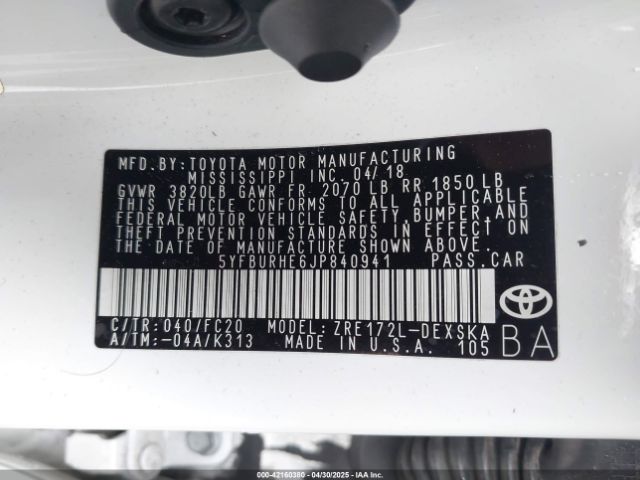 MFD.BY:TOYOTA MOTOR MANUFACTURING
MISSISSIPPI INC. 04/18
GVWR 3820LB GAWR FR. 2070 LB RR 1850 LB
THIS VEHICLE CONFORMS TO ALL APPLICABLE
FEDERAL MOTOR VEHICLE SAFETY, BUMPER, AND
THEFT PREVENTION STANDARDS IN EFFECT ON
THE DATE OF MANUFACTURE SHOWN ABOVE.
5YFBURHE6JP840941 PASS.CAR
C/TR:040/FC20 MODEL: ZRE172L-DEXSKA
A/TM:-04A/K313 MADE IN U.S.A. 105
BA
000-42160380 - 04/30/2025 - Copyright © 2025 IAA, LLC